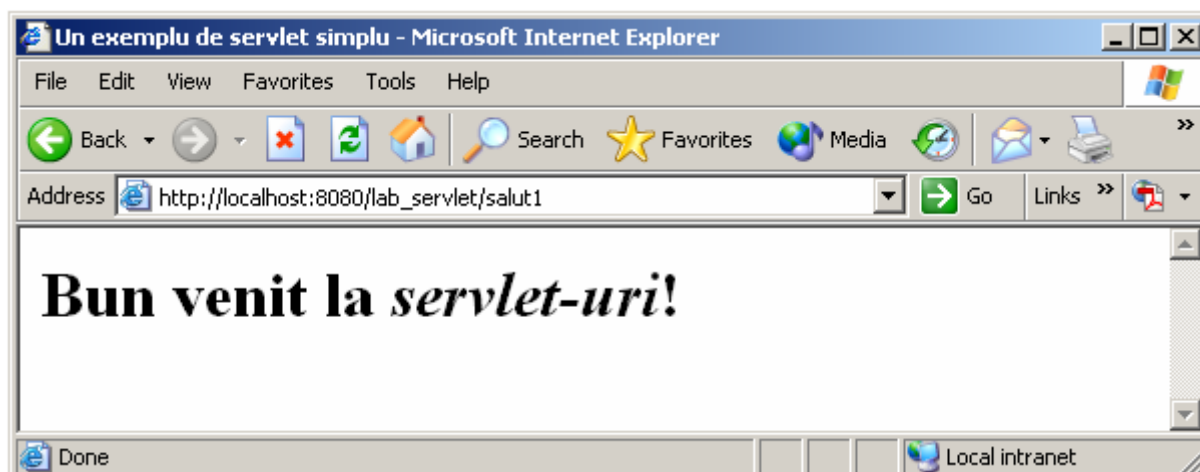 Un exemplu de servlet simplu - Microsoft Internet Explorer
File Edit View Favorites Tools Help
Back Search Favorites Media »
Address http://localhost:8080/lab_servlet/salut1 Go Links »
Bun venit la servlet-uri!
Done Local intranet